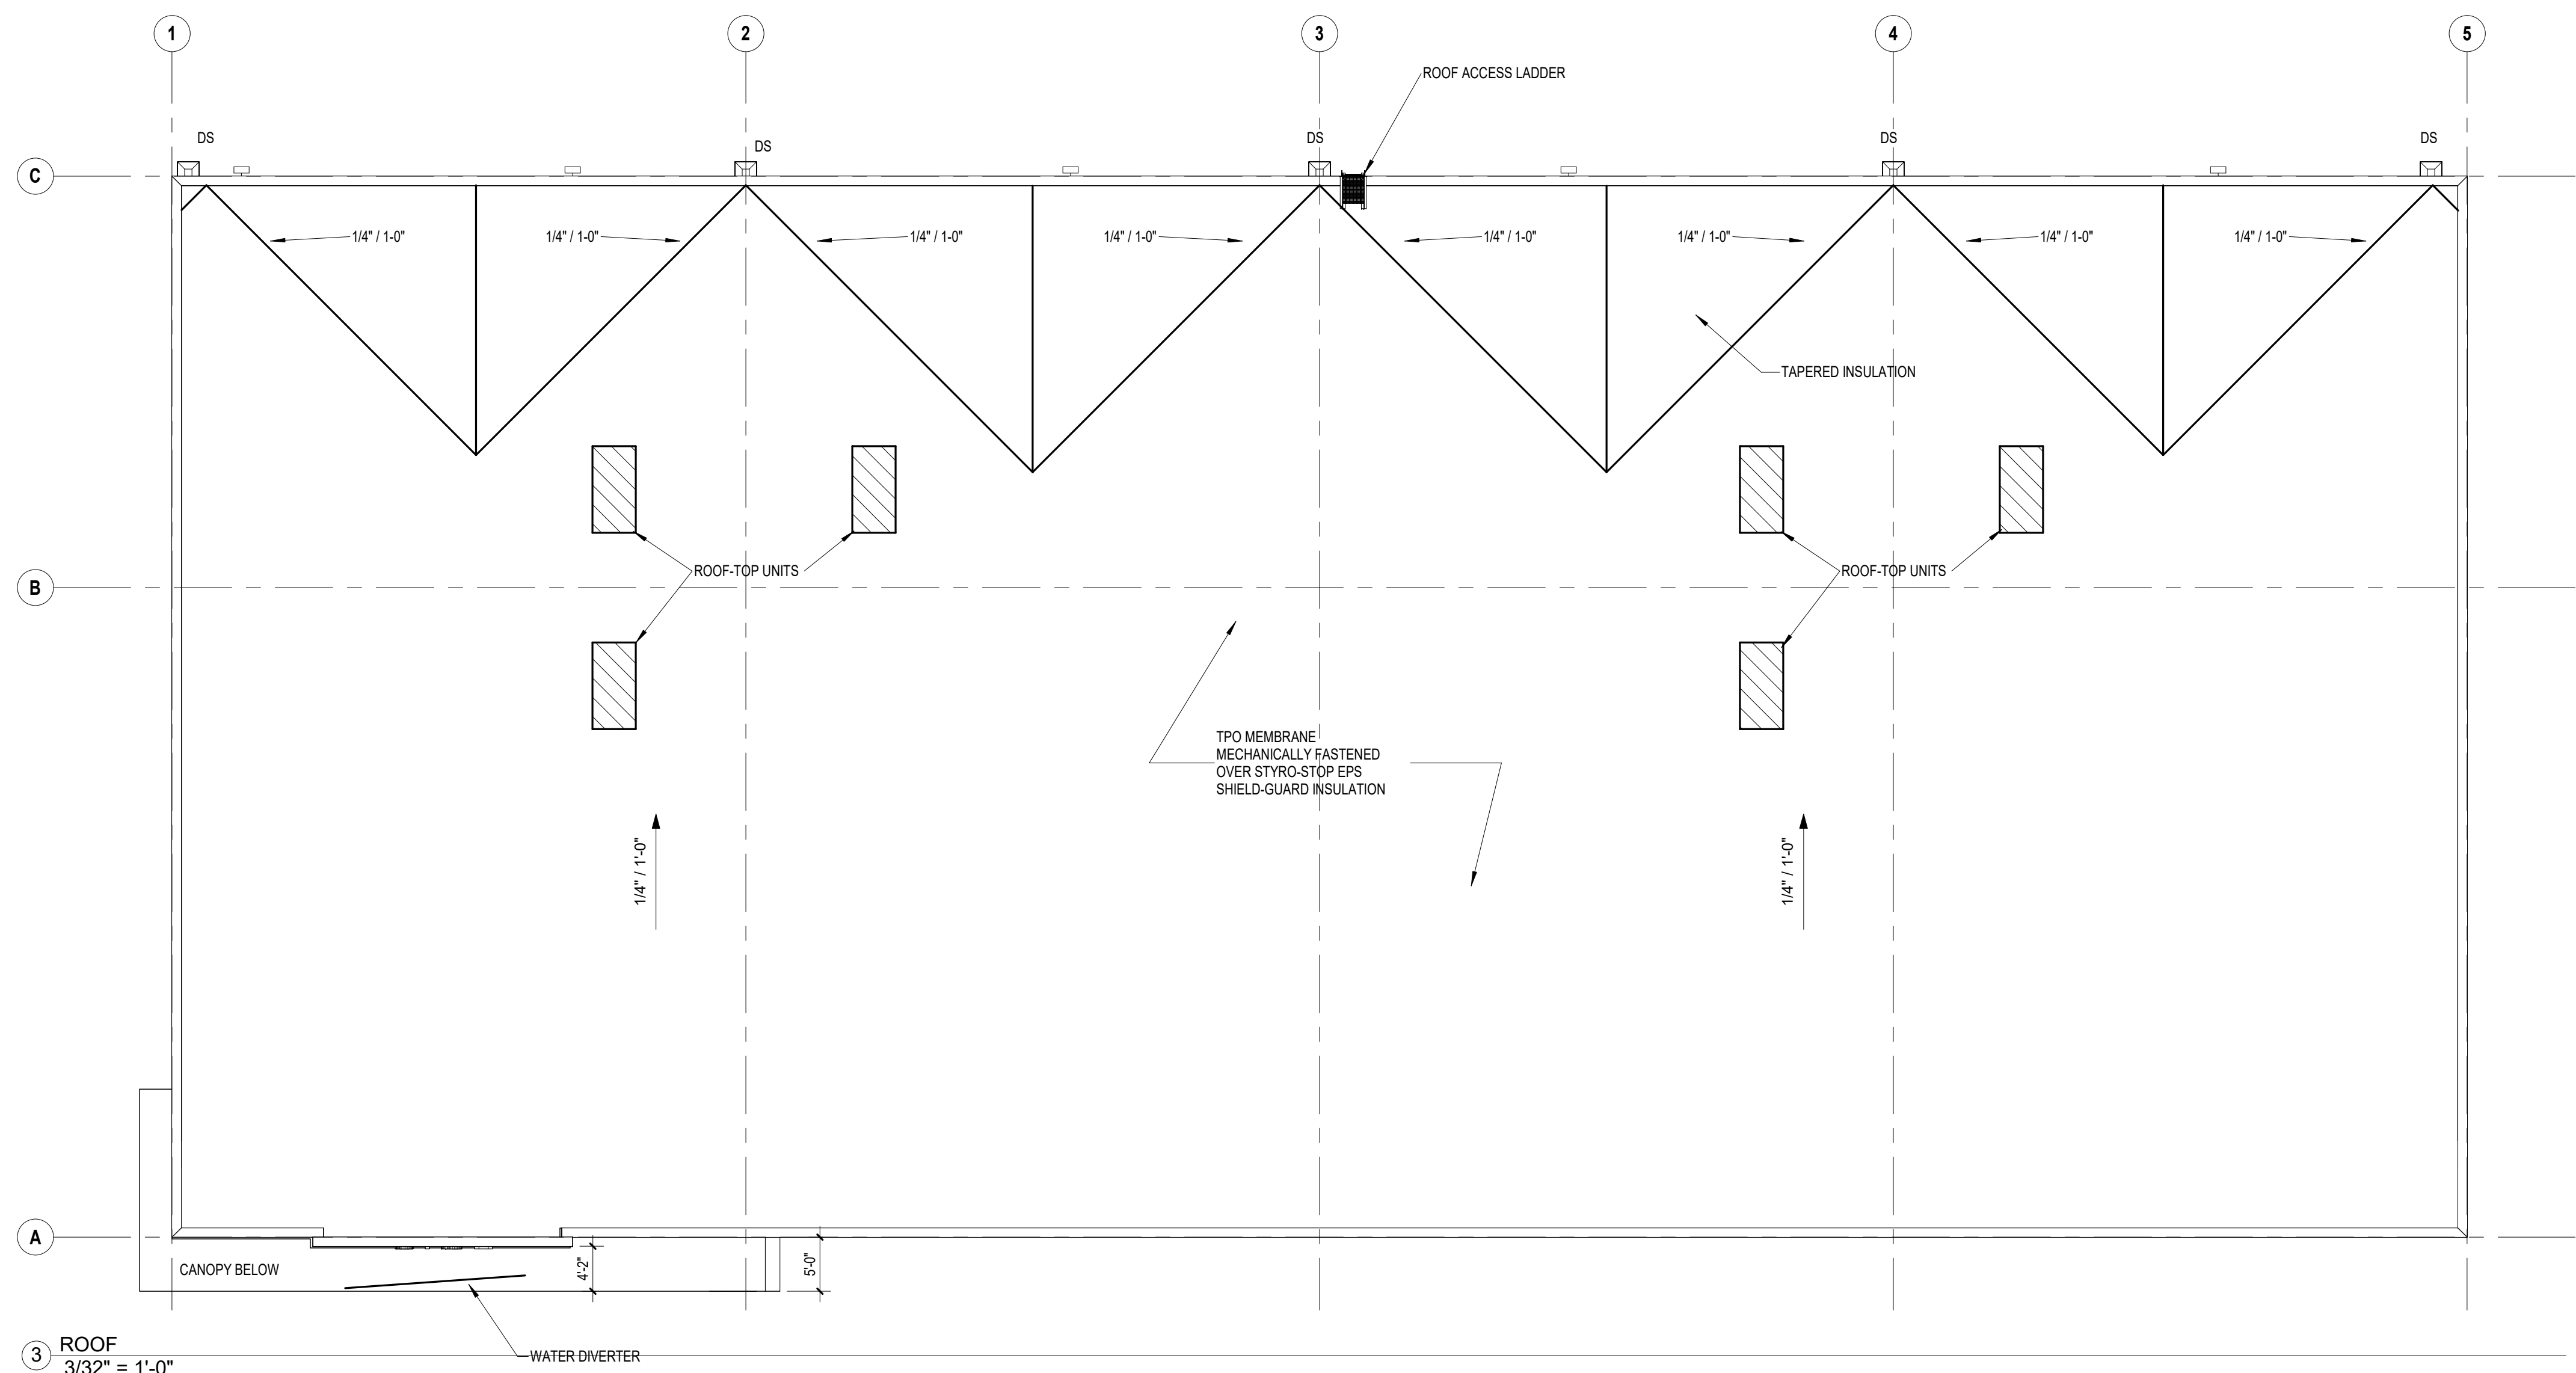 1 2 3 4 5
ROOF ACCESS LADDER
DS DS DS DS DS
C
1/4" / 1-0" 1/4" / 1-0" 1/4" / 1-0" 1/4" / 1-0" 1/4" / 1-0" 1/4" / 1-0" 1/4" / 1-0" 1/4" / 1-0"
TAPERED INSULATION
ROOF-TOP UNITS ROOF-TOP UNITS
B
TPO MEMBRANE
MECHANICALLY FASTENED
OVER STYRO-STOP EPS
SHIELD-GUARD INSULATION
1/4" / 1'-0" 1/4" / 1'-0"
A
CANOPY BELOW
4'-2"
5'-0"
3 ROOF
3/32" = 1'-0"
WATER DIVERTER